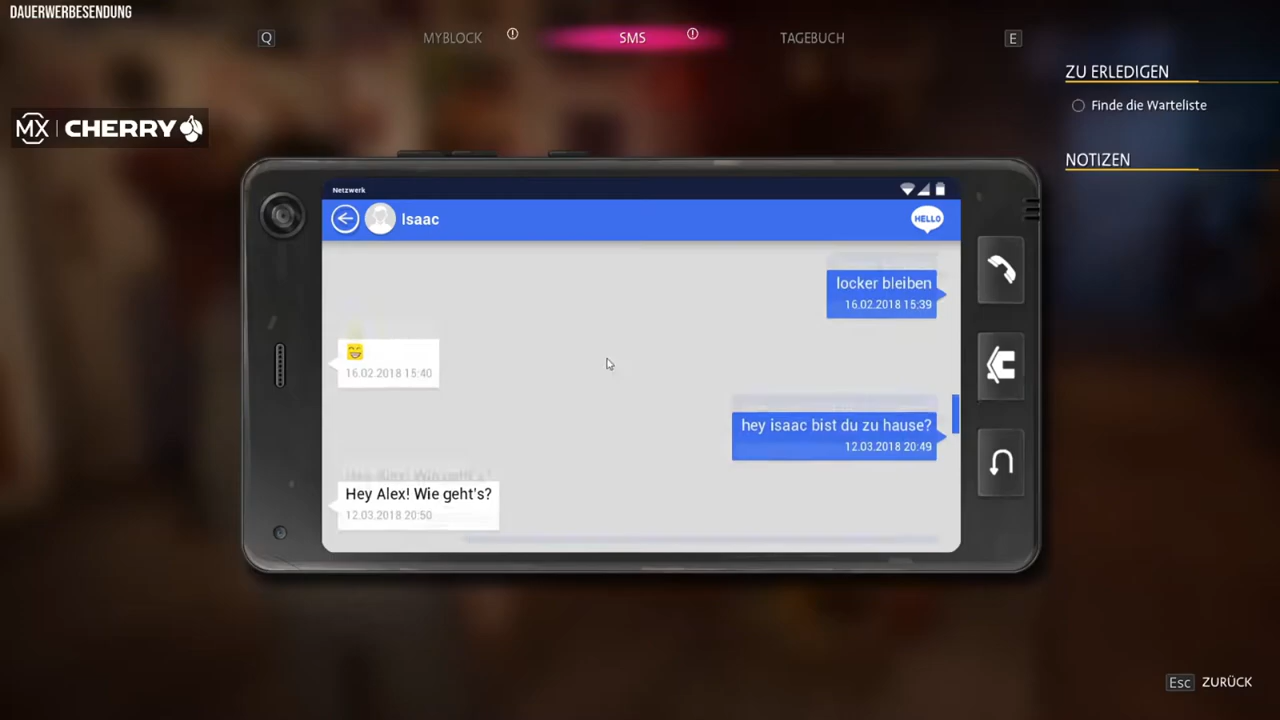 DAUERWERBESENDUNG
Q
MYBLOCK
SMS
TAGEBUCH
E
ZU ERLEDIGEN
Finde die Warteliste
NOTIZEN
MX | CHERRY
Netzwerk
Isaac
HELLO
locker bleiben
16.02.2018 15:39
16.02.2018 15:40
hey isaac bist du zu hause?
12.03.2018 20:49
Hey Alex! Wie geht's?
12.03.2018 20:50
Esc ZURÜCK